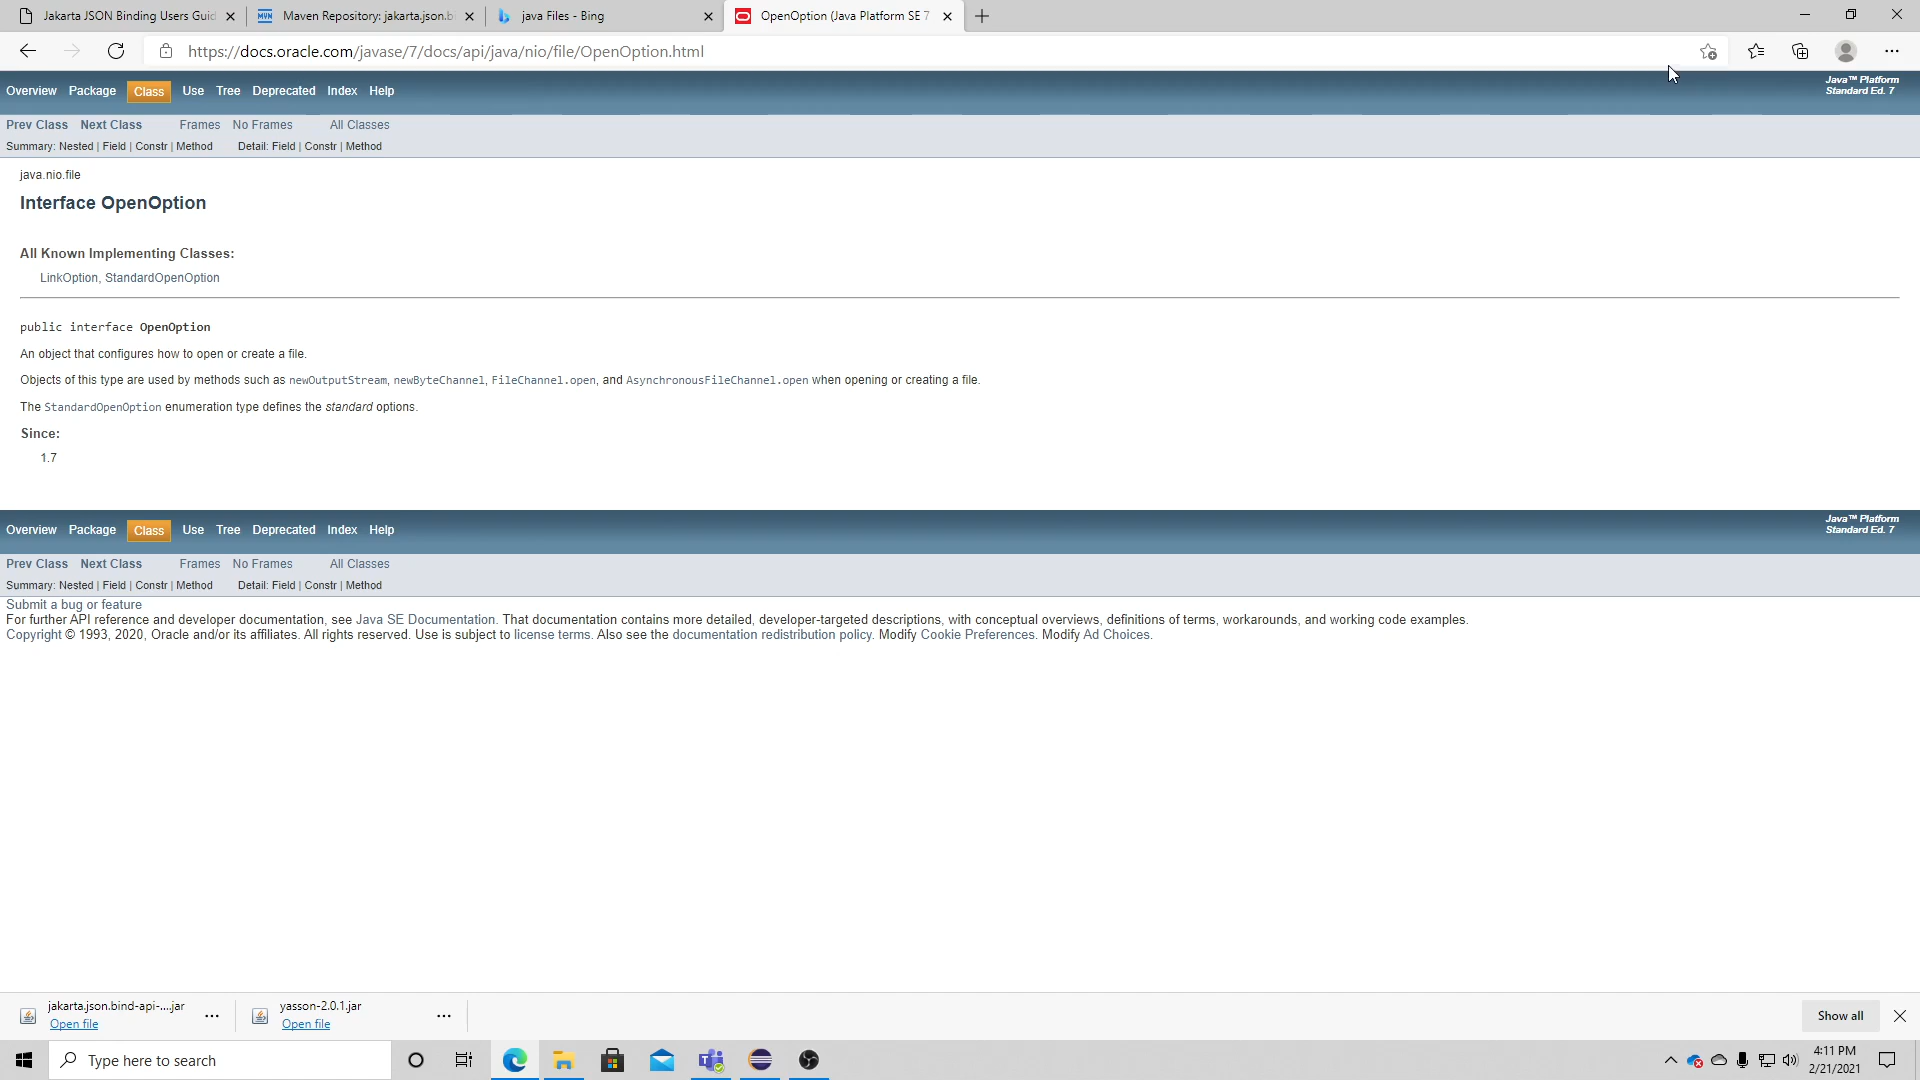 Jakarta JSON Binding Users Guid
Maven Repository: jakarta.json.bi
java Files - Bing
OpenOption (Java Platform SE 7
https://docs.oracle.com/javase/7/docs/api/java/nio/file/OpenOption.html
Overview Package Class Use Tree Deprecated Index Help
Java™ Platform
Standard Ed. 7
Prev Class Next Class Frames No Frames All Classes
Summary: Nested | Field | Constr | Method Detail: Field | Constr | Method
java.nio.file
Interface OpenOption
All Known Implementing Classes:
LinkOption, StandardOpenOption
public interface OpenOption
An object that configures how to open or create a file.
Objects of this type are used by methods such as newOutputStream, newByteChannel, FileChannel.open, and AsynchronousFileChannel.open when opening or creating a file.
The StandardOpenOption enumeration type defines the standard options.
Since:
1.7
Overview Package Class Use Tree Deprecated Index Help
Java™ Platform
Standard Ed. 7
Prev Class Next Class Frames No Frames All Classes
Summary: Nested | Field | Constr | Method Detail: Field | Constr | Method
Submit a bug or feature
For further API reference and developer documentation, see Java SE Documentation. That documentation contains more detailed, developer-targeted descriptions, with conceptual overviews, definitions of terms, workarounds, and working code examples.
Copyright © 1993, 2020, Oracle and/or its affiliates. All rights reserved. Use is subject to license terms. Also see the documentation redistribution policy. Modify Cookie Preferences. Modify Ad Choices.
jakarta.json.bind-api-....jar
Open file
yasson-2.0.1.jar
Open file
Show all
Type here to search
4:11 PM
2/21/2021